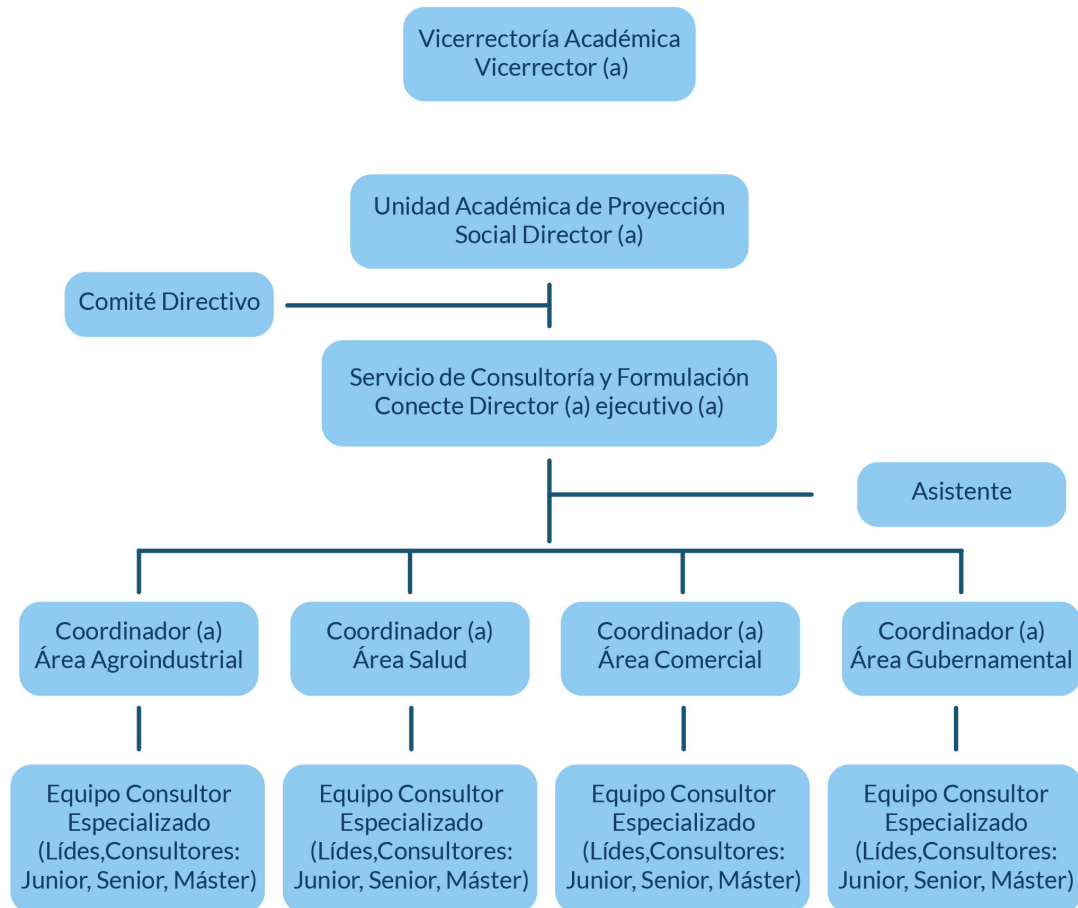 Vicerrectoría Académica
Vicerrector (a)
Unidad Académica de Proyección
Social Director (a)
Comité Directivo
Servicio de Consultoría y Formulación
Conecte Director (a) ejecutivo (a)
Asistente
Coordinador (a)
Área Agroindustrial
Coordinador (a)
Área Salud
Coordinador (a)
Área Comercial
Coordinador (a)
Área Gubernamental
Equipo Consultor
Especializado
(Lídes,Consultores:
Junior, Senior, Máster)
Equipo Consultor
Especializado
(Lídes,Consultores:
Junior, Senior, Máster)
Equipo Consultor
Especializado
(Lídes,Consultores:
Junior, Senior, Máster)
Equipo Consultor
Especializado
(Lídes,Consultores:
Junior, Senior, Máster)